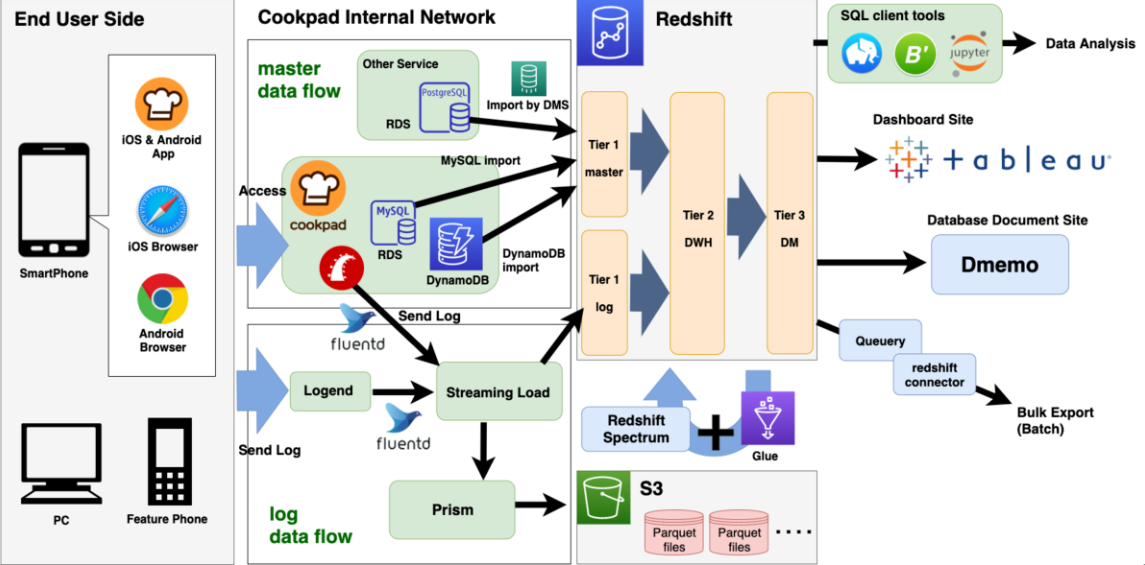 End User Side
iOS & Android
App
iOS Browser
Android
Browser
SmartPhone
PC
Feature Phone
Cookpad Internal Network
master
data flow
Other Service
PostgreSQL
RDS
Import by DMS
MySQL import
Access
cookpad
MySQL
RDS
DynamoDB
DynamoDB
import
Send Log
fluentd
Logend
Streaming Load
fluentd
Send Log
Prism
log
data flow
Redshift
Tier 1
master
Tier 1
log
Tier 2
DWH
Tier 3
DM
Redshift
Spectrum
Glue
S3
Parquet
files
Parquet
files
SQL client tools
B'
jupyter
Data Analysis
Dashboard Site
+ableau
Database Document Site
Dmemo
Queuery
redshift
connector
Bulk Export
(Batch)